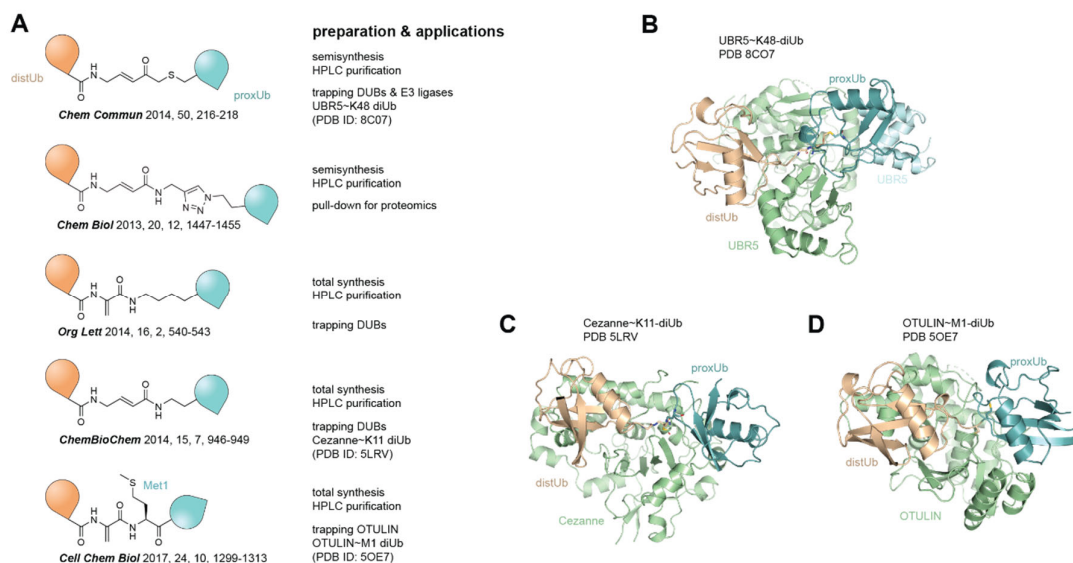 A
preparation & applications
distUb
O
N
H
O
S
proxUb
Chem Commun 2014, 50, 216-218
semisynthesis
HPLC purification
trapping DUBs & E3 ligases
UBR5~K48 diUb
(PDB ID: 8C07)
O
H
N
O
N
H
N
N
N
Chem Biol 2013, 20, 12, 1447-1455
semisynthesis
HPLC purification
pull-down for proteomics
O
H
N
O
N
H
Org Lett 2014, 16, 2, 540-543
total synthesis
HPLC purification
trapping DUBs
O
H
N
O
N
H
ChemBioChem 2014, 15, 7, 946-949
total synthesis
HPLC purification
trapping DUBs
Cezanne~K11 diUb
(PDB ID: 5LRV)
S
Met1
O
H
N
O
N
H
O
Cell Chem Biol 2017, 24, 10, 1299-1313
total synthesis
HPLC purification
trapping OTULIN
OTULIN~M1 diUb
(PDB ID: 5OE7)
B
UBR5~K48-diUb
PDB 8CO7
proxUb
UBR5
distUb
UBR5
C
Cezanne~K11-diUb
PDB 5LRV
proxUb
distUb
Cezanne
D
OTULIN~M1-diUb
PDB 5OE7
proxUb
distUb
OTULIN